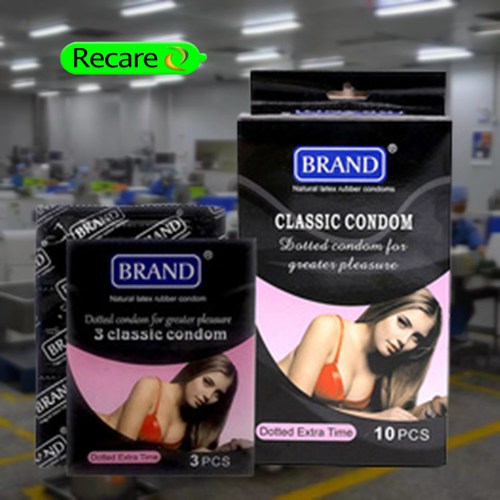 Recare
BRAND®
Natural latex rubber condoms
CLASSIC CONDOM
Dotted condom for
greater pleasure
Dotted Extra Time
10 PCS
BRAND®
Natural latex rubber condom
Dotted condom for greater pleasure
3 classic condom
Dotted Extra Time
3 PCS
BRAND
BRAND
BRAND
BRAND